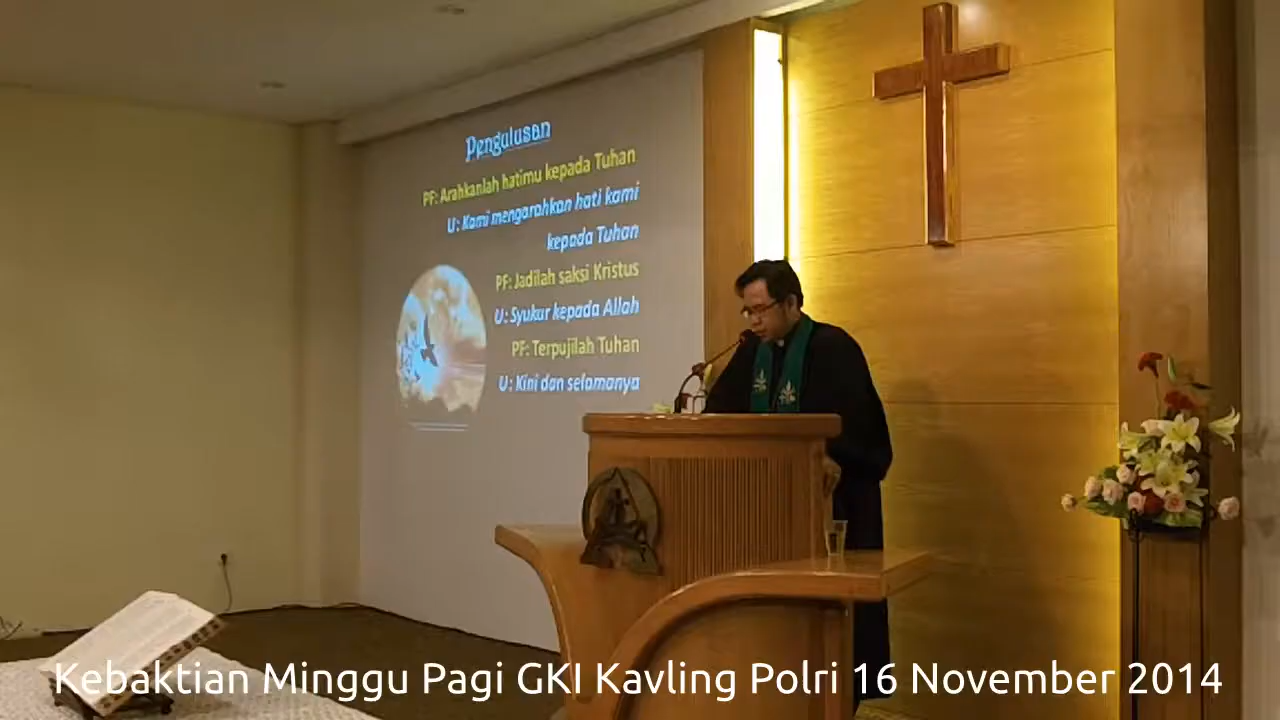 Pengutusan
PF: Arahkanlah hatimu kepada Tuhan
U: Kami mengarahkan hati kami
kepada Tuhan
PF: Jadilah saksi Kristus
U: Syukur kepada Allah
PF: Terpujilah Tuhan
U: Kini dan selamanya
Kebaktian Minggu Pagi GKI Kavling Polri 16 November 2014